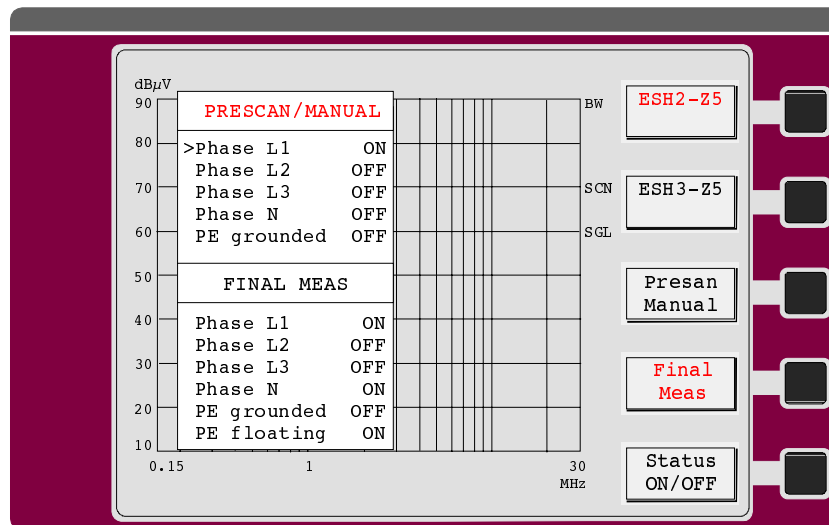 dBµV
90
80
70
60
50
40
30
20
10
PRESCAN/MANUAL
>Phase L1 ON
Phase L2 OFF
Phase L3 OFF
Phase N OFF
PE grounded OFF
FINAL MEAS
Phase L1 ON
Phase L2 OFF
Phase L3 OFF
Phase N ON
PE grounded OFF
PE floating ON
0.15
1
30
MHz
BW
SCN
SGL
ESH2-Z5
ESH3-Z5
Presan
Manual
Final
Meas
Status
ON/OFF